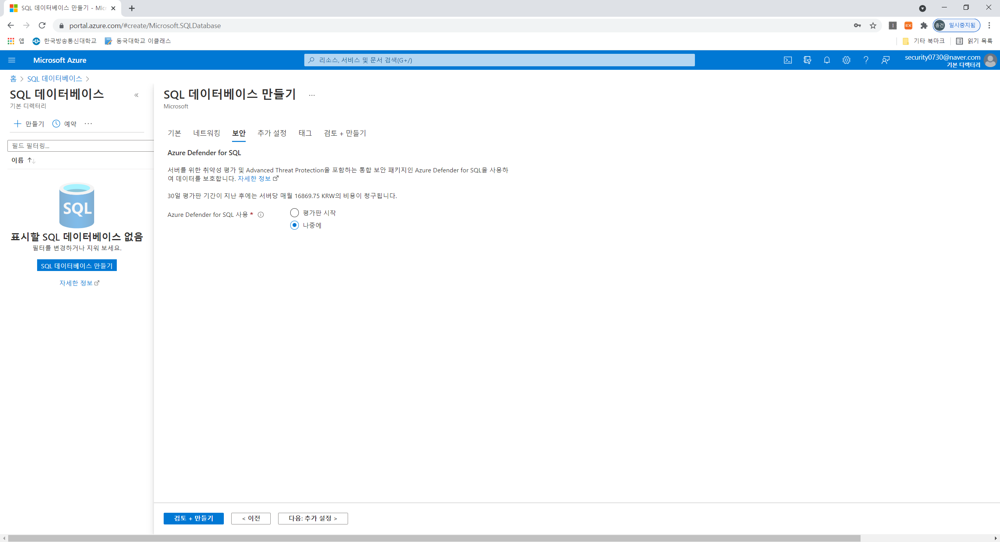 SQL 데이터베이스 만들기 - Micr
portal.azure.com/#create/Microsoft.SQLDatabase
EX
충건
일시중지됨
앱
한국방송통신대학교
동국대학교 이클래스
기타 북마크
읽기 목록
Microsoft Azure
리소스, 서비스 및 문서 검색(G+/)
security0730@naver.com
기본 디렉터리
홈 > SQL 데이터베이스 >
SQL 데이터베이스
기본 디렉터리
만들기
예약
필드 필터링...
이름
SQL
표시할 SQL 데이터베이스 없음
필터를 변경하거나 지워 보세요.
SQL 데이터베이스 만들기
자세한 정보
SQL 데이터베이스 만들기
Microsoft
기본
네트워킹
보안
추가 설정
태그
검토 + 만들기
Azure Defender for SQL
서버를 위한 취약성 평가 및 Advanced Threat Protection을 포함하는 통합 보안 패키지인 Azure Defender for SQL을 사용하
여 데이터를 보호합니다. 자세한 정보
30일 평가판 기간이 지난 후에는 서버당 매월 16869.75 KRW의 비용이 청구됩니다.
Azure Defender for SQL 사용 *
평가판 시작
나중에
검토 + 만들기
< 이전
다음: 추가 설정 >